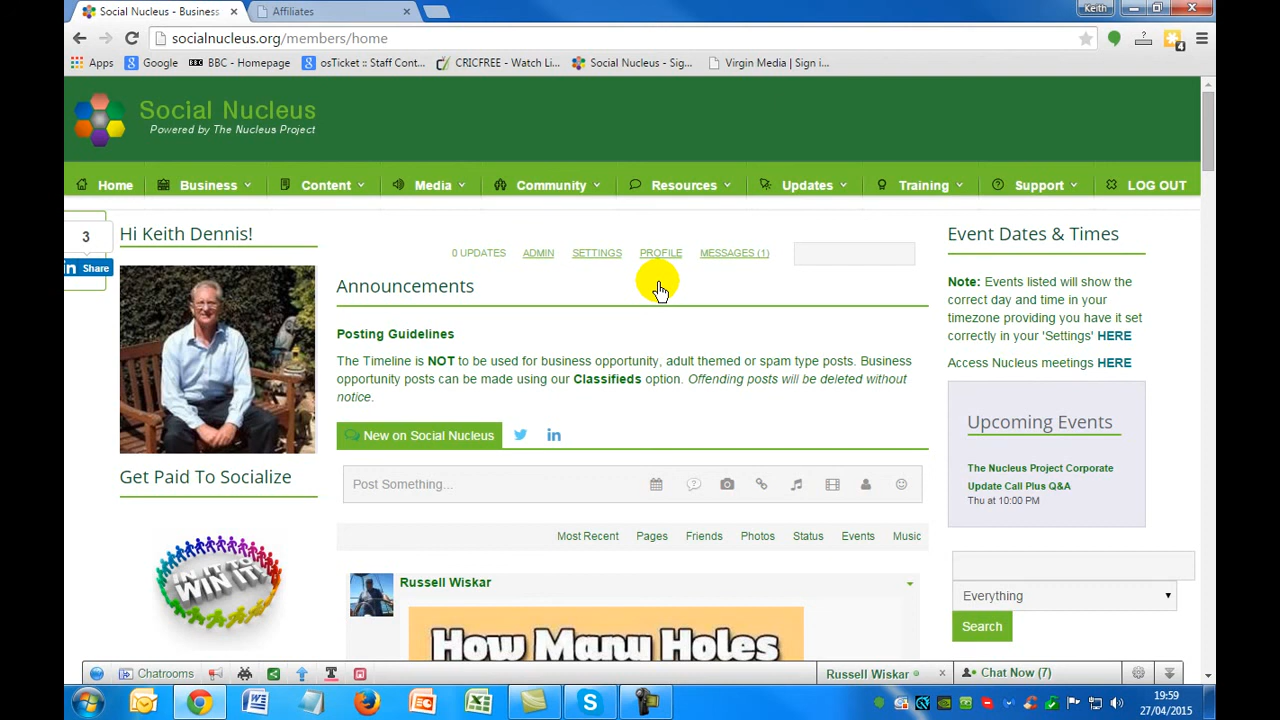 Social Nucleus - Business
Affiliates
Keith
socialnucleus.org/members/home
Apps
Google
BBC - Homepage
osTicket :: Staff Cont...
CRICFREE - Watch Li...
Social Nucleus - Sig...
Virgin Media | Sign i...
4
Social Nucleus
Powered by The Nucleus Project
Home
Business
Content
Media
Community
Resources
Updates
Training
Support
LOG OUT
3
in Share
Hi Keith Dennis!
Get Paid To Socialize
IN IT TO
WIN IT!
0 UPDATES ADMIN SETTINGS PROFILE MESSAGES (1)
Announcements
Posting Guidelines
The Timeline is NOT to be used for business opportunity, adult themed or spam type posts. Business
opportunity posts can be made using our Classifieds option. Offending posts will be deleted without
notice.
New on Social Nucleus
Post Something...
Most Recent Pages Friends Photos Status Events Music
Russell Wiskar
How Many Holes
Event Dates & Times
Note: Events listed will show the
correct day and time in your
timezone providing you have it set
correctly in your 'Settings' HERE
Access Nucleus meetings HERE
Upcoming Events
The Nucleus Project Corporate
Update Call Plus Q&A
Thu at 10:00 PM
Everything
Search
Chatrooms
Russell Wiskar
Chat Now (7)
19:59
27/04/2015